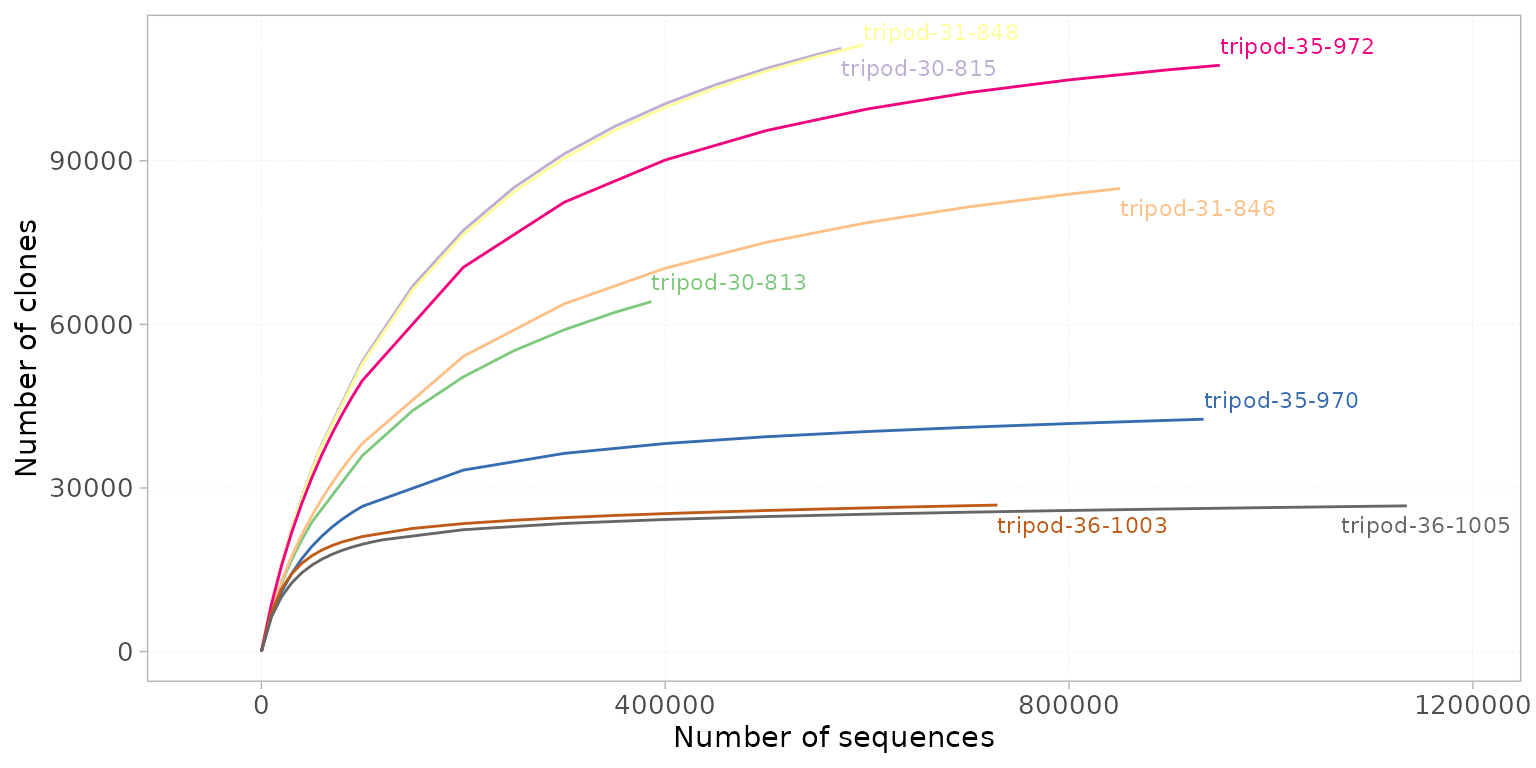 tripod-31-848
tripod-35-972
tripod-30-815
90000
tripod-31-846
tripod-30-813
60000
Number of clones
tripod-35-970
30000
tripod-36-1003
tripod-36-1005
0
0 400000 800000 1200000
Number of sequences